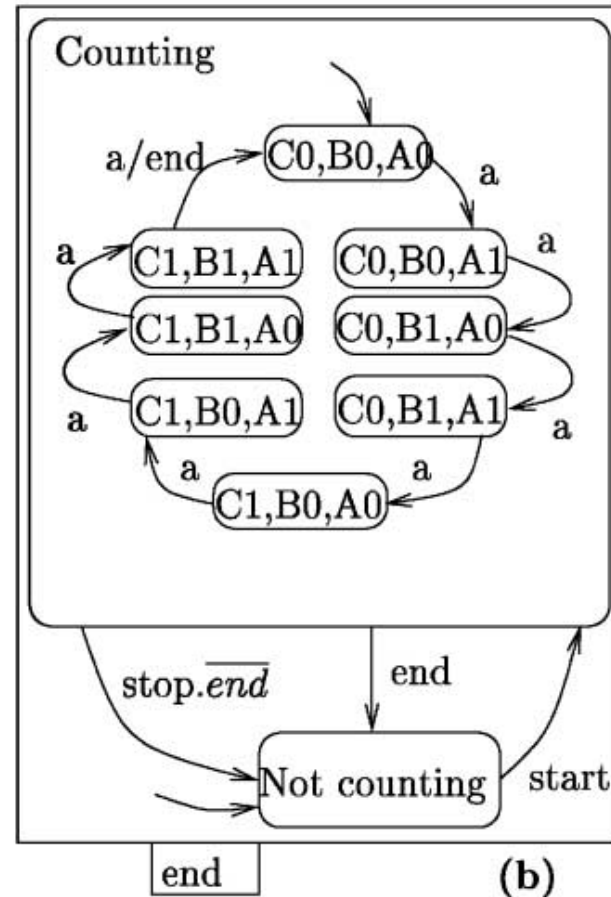 Counting
a/end
C0,B0,A0
a
C1,B1,A1
C0,B0,A1
a
a
C1,B1,A0
C0,B1,A0
C1,B0,A1
C0,B1,A1
a
a
a
a
C1,B0,A0
stop.end
end
Not counting
start
end
(b)